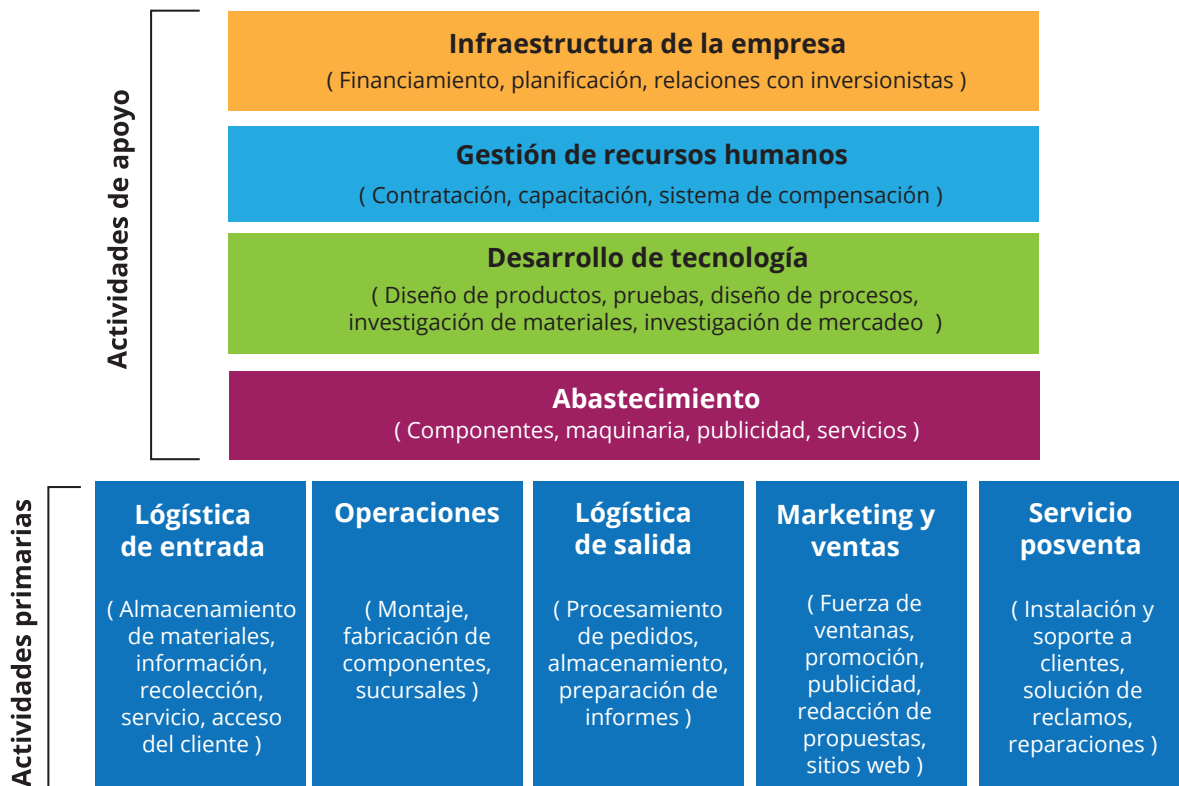 Actividades de apoyo
Infraestructura de la empresa
( Financiamiento, planificación, relaciones con inversionistas )
Gestión de recursos humanos
( Contratación, capacitación, sistema de compensación )
Desarrollo de tecnología
( Diseño de productos, pruebas, diseño de procesos,
investigación de materiales, investigación de mercadeo )
Abastecimiento
( Componentes, maquinaria, publicidad, servicios )
Actividades primarias
Lógística
de entrada
( Almacenamiento
de materiales,
información,
recolección,
servicio, acceso
del cliente )
Operaciones
( Montaje,
fabricación de
componentes,
sucursales )
Lógística
de salida
( Procesamiento
de pedidos,
almacenamiento,
preparación de
informes )
Marketing y
ventas
( Fuerza de
ventanas,
promoción,
publicidad,
redacción de
propuestas,
sitios web )
Servicio
posventa
( Instalación y
soporte a
clientes,
solución de
reclamos,
reparaciones )